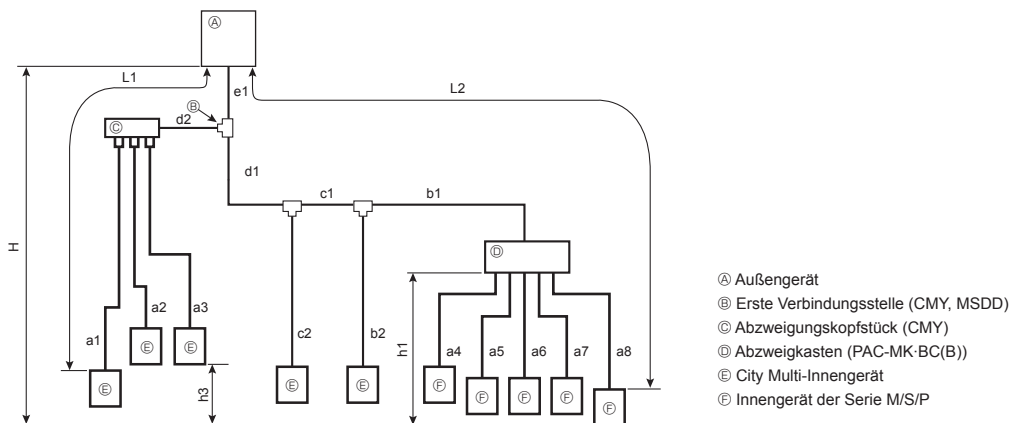 Ⓐ
L1
e1
L2
Ⓑ
d2
Ⓒ
d1
c1
b1
H
Ⓓ
a1
a2
a3
c2
b2
h1
a4
a5
a6
a7
a8
h3
Ⓔ
Ⓔ
Ⓔ
Ⓔ
Ⓔ
Ⓕ
Ⓕ
Ⓕ
Ⓕ
Ⓕ
Ⓐ Außengerät
Ⓑ Erste Verbindungsstelle (CMY, MSDD)
Ⓒ Abzweigungskopfstück (CMY)
Ⓓ Abzweigkasten (PAC-MK·BC(B))
Ⓔ City Multi-Innengerät
Ⓕ Innengerät der Serie M/S/P